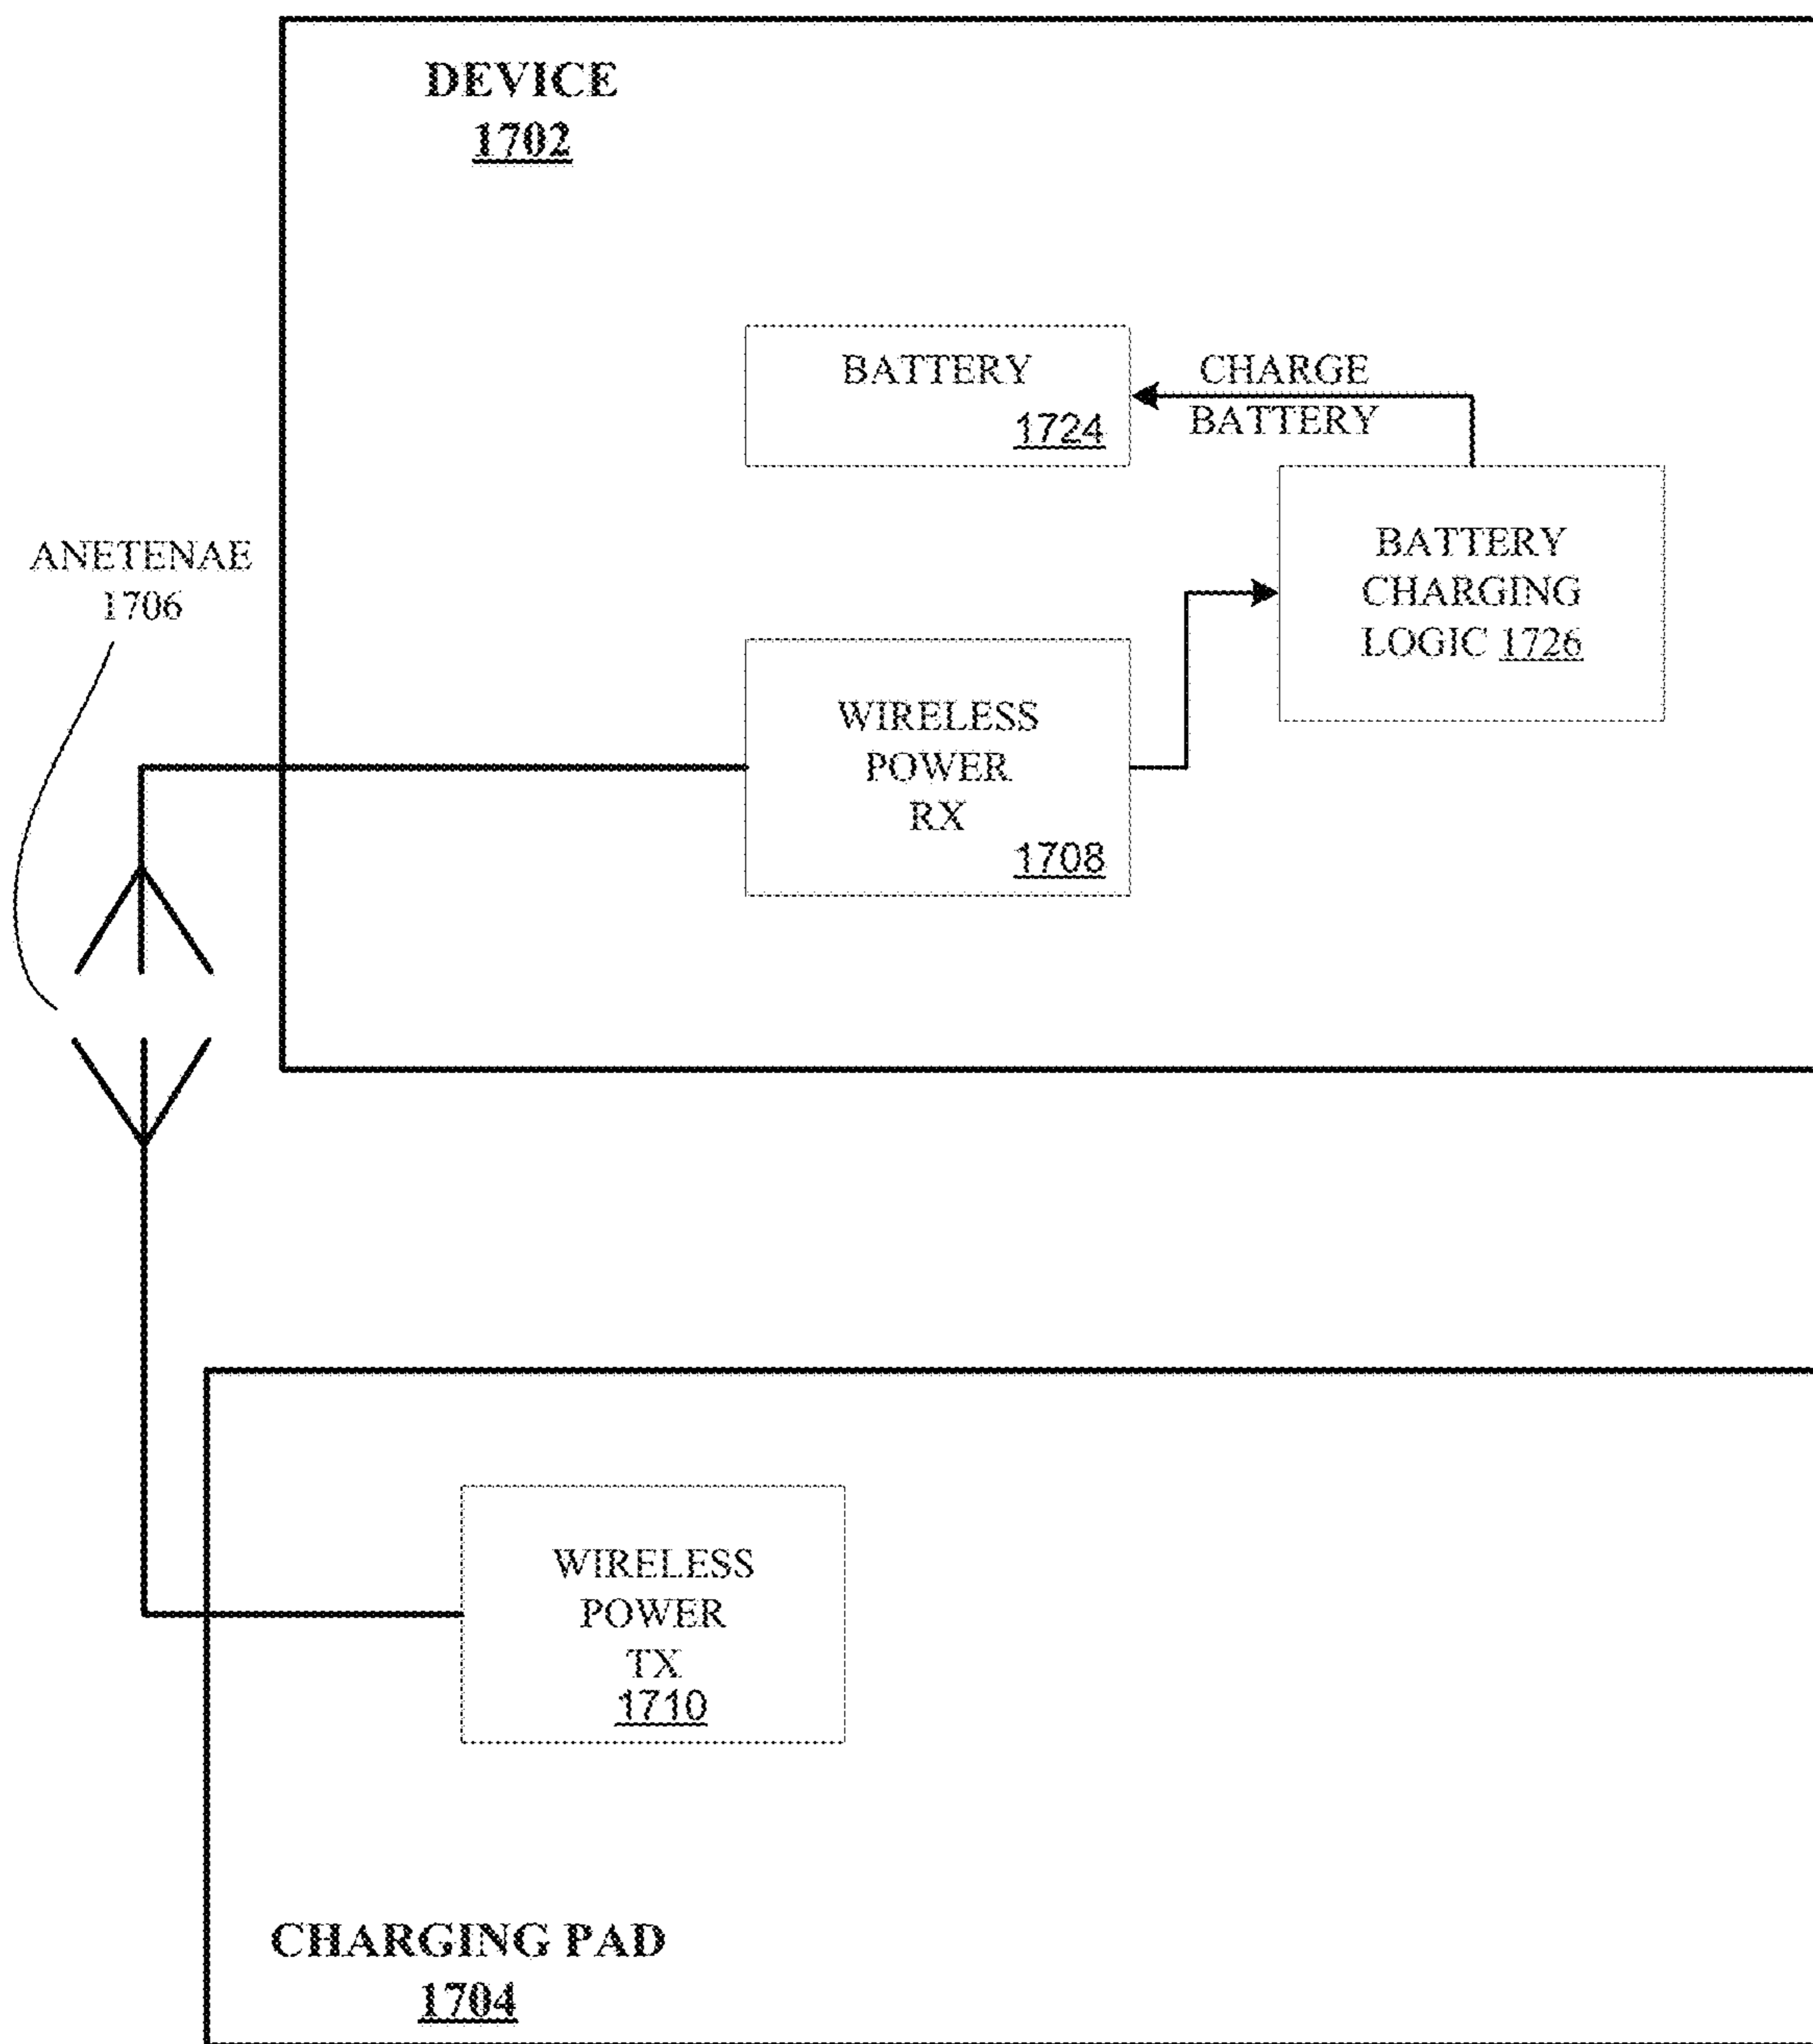 DEVICE
1702
BATTERY
1724
CHARGE
BATTERY
BATTERY
CHARGING
LOGIC 1726
ANETENAE
1706
WIRELESS
POWER
RX
1708
WIRELESS
POWER
TX
1710
CHARGING PAD
1704